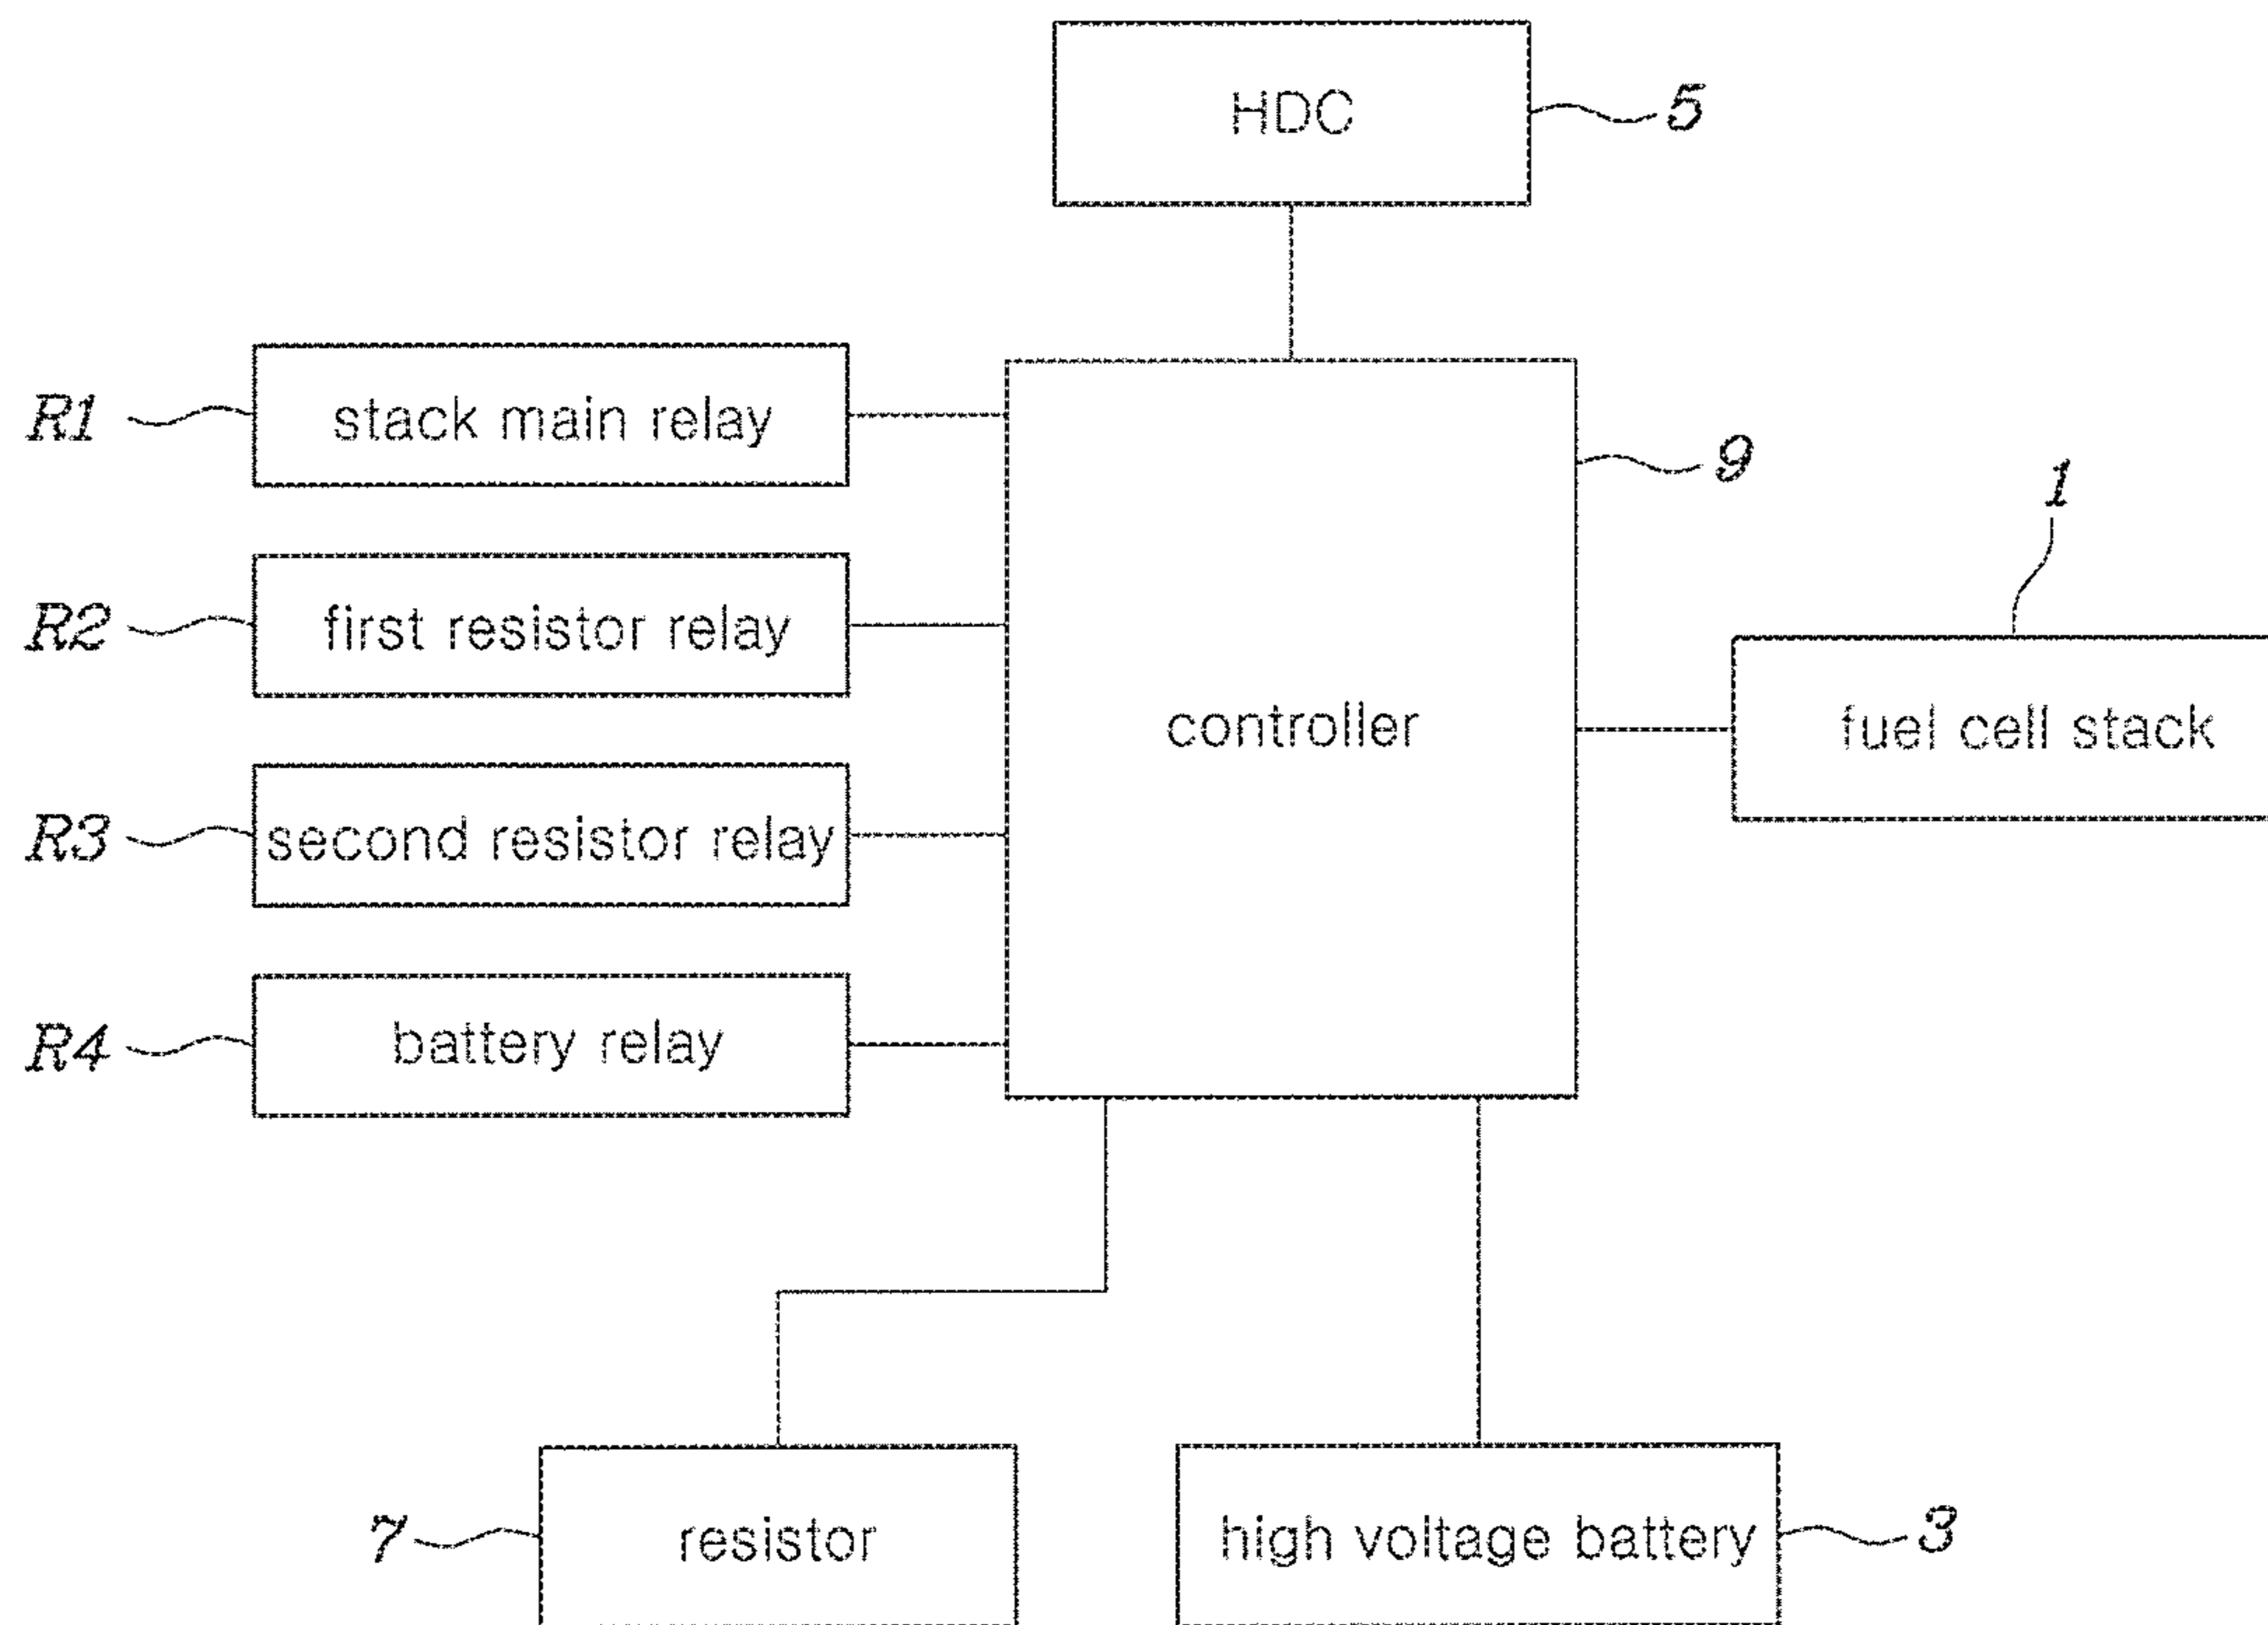 HDC
5
R1
stack main relay
9
1
R2
first resistor relay
controller
fuel cell stack
R3
second resistor relay
R4
battery relay
7
resistor
high voltage battery
3